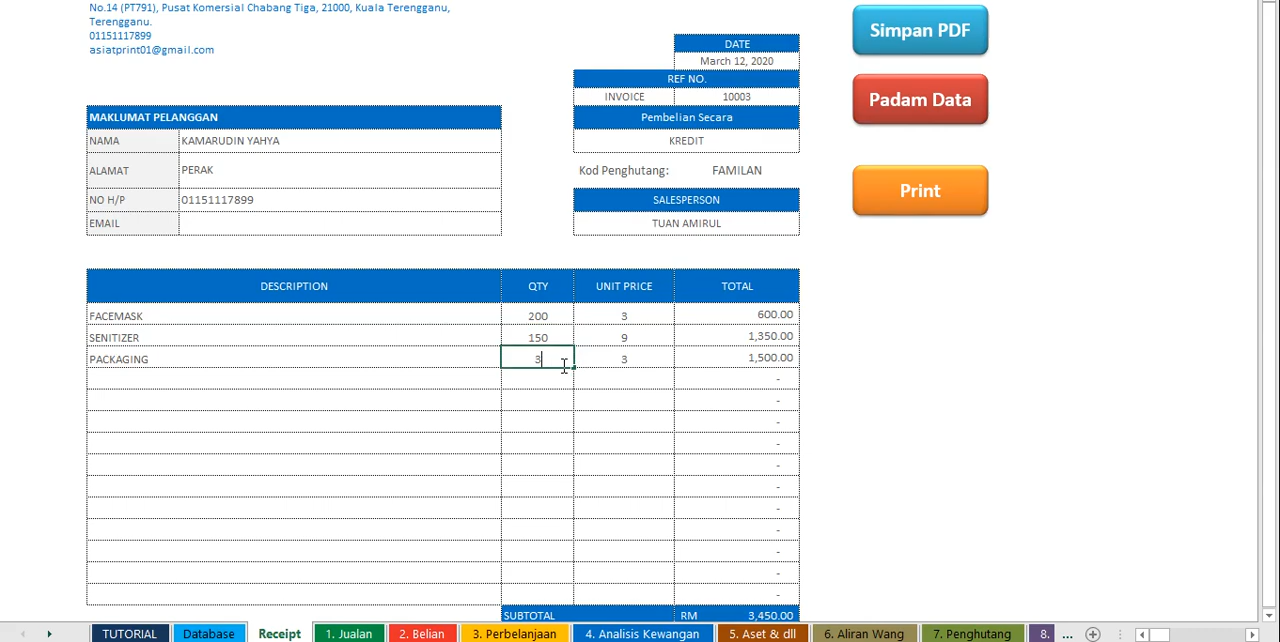 No.14 (PT791), Pusat Komersial Chabang Tiga, 21000, Kuala Terengganu,
Terengganu.
01151117899
asiatprint01@gmail.com
Simpan PDF
DATE
March 12, 2020
REF NO.
INVOICE 10003
Padam Data
MAKLUMAT PELANGGAN
Pembelian Secara
NAMA KAMARUDIN YAHYA
KREDIT
ALAMAT PERAK
Kod Penghutang: FAMILAN
Print
NO H/P 01151117899
SALESPERSON
EMAIL
TUAN AMIRUL
DESCRIPTION QTY UNIT PRICE TOTAL
FACEMASK 200 3 600.00
SENITIZER 150 9 1,350.00
PACKAGING 3 3 1,500.00
-
-
-
-
-
-
-
-
-
-
-
SUBTOTAL RM 3,450.00
TUTORIAL Database Receipt 1. Jualan 2. Belian 3. Perbelanjaan 4. Analisis Kewangan 5. Aset & dll 6. Aliran Wang 7. Penghutang 8. ...